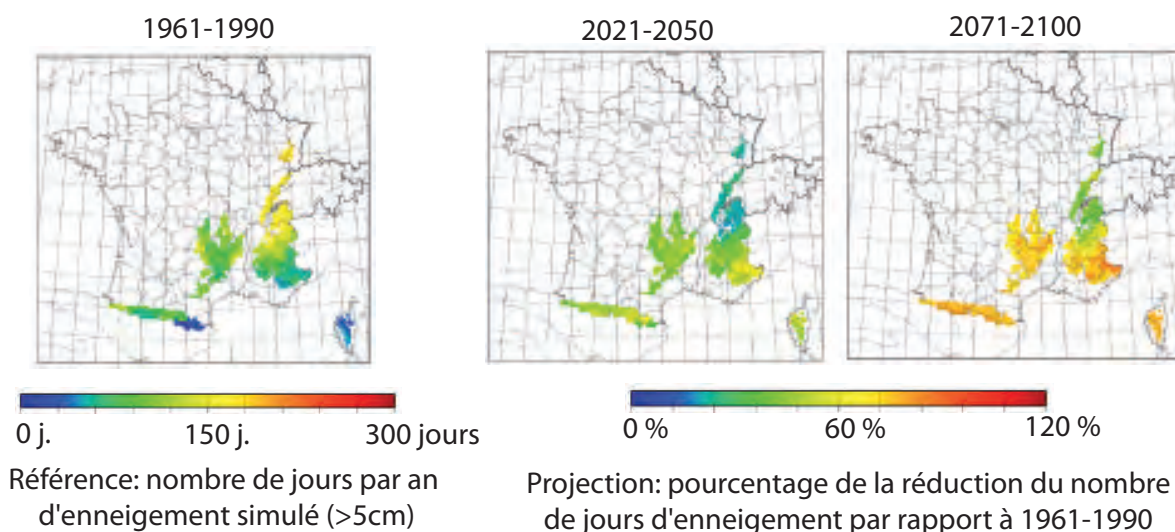 1961-1990
2021-2050
2071-2100
0 j.
150 j.
300 jours
0 %
60 %
120 %
Référence: nombre de jours par an
d'enneigement simulé (>5cm)
Projection: pourcentage de la réduction du nombre
de jours d'enneigement par rapport à 1961-1990